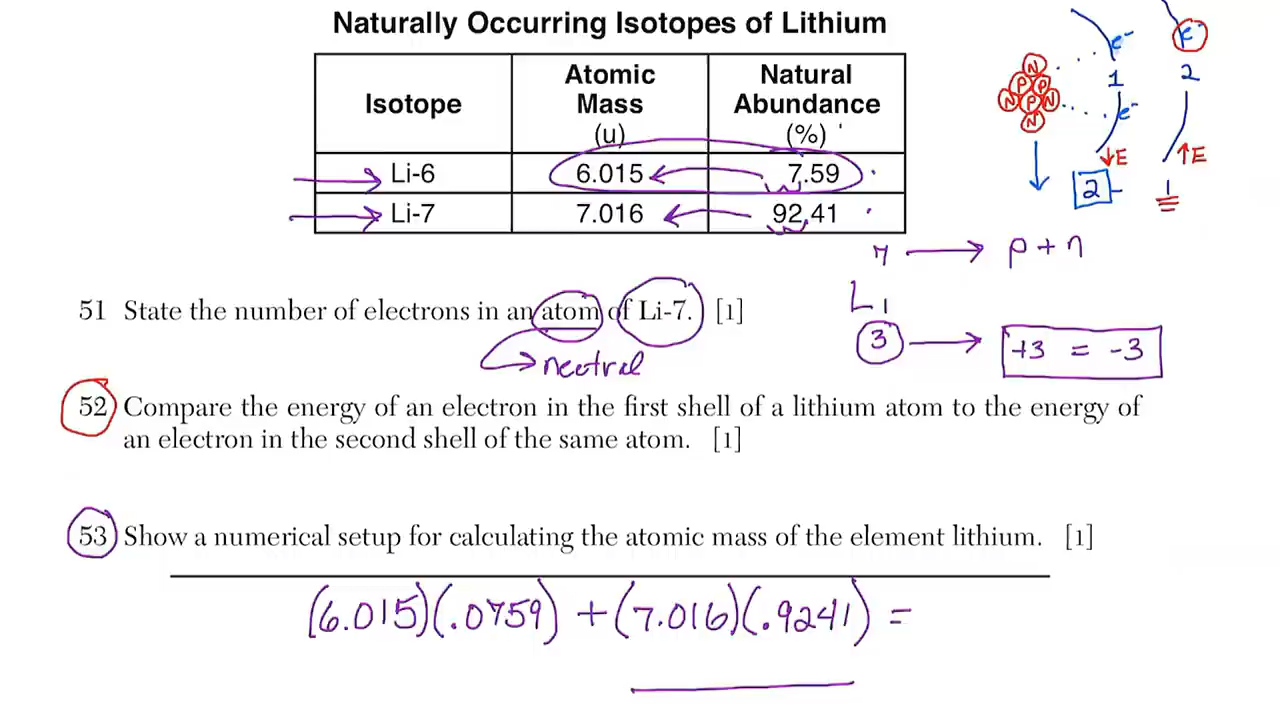 Naturally Occurring Isotopes of Lithium
Isotope
Atomic Mass (u)
Natural Abundance (%)
Li-6 6.015 7.59
Li-7 7.016 92.41
N
P P
N P N
N
e⁻
1
e⁻
↓E
2
e⁻
2
↑E
1
7 → p + n
Li
3 → +3 = -3
51 State the number of electrons in an atom of Li-7. [1]
neutral
52 Compare the energy of an electron in the first shell of a lithium atom to the energy of
an electron in the second shell of the same atom. [1]
53 Show a numerical setup for calculating the atomic mass of the element lithium. [1]
(6.015)(.0759) + (7.016)(.9241) =